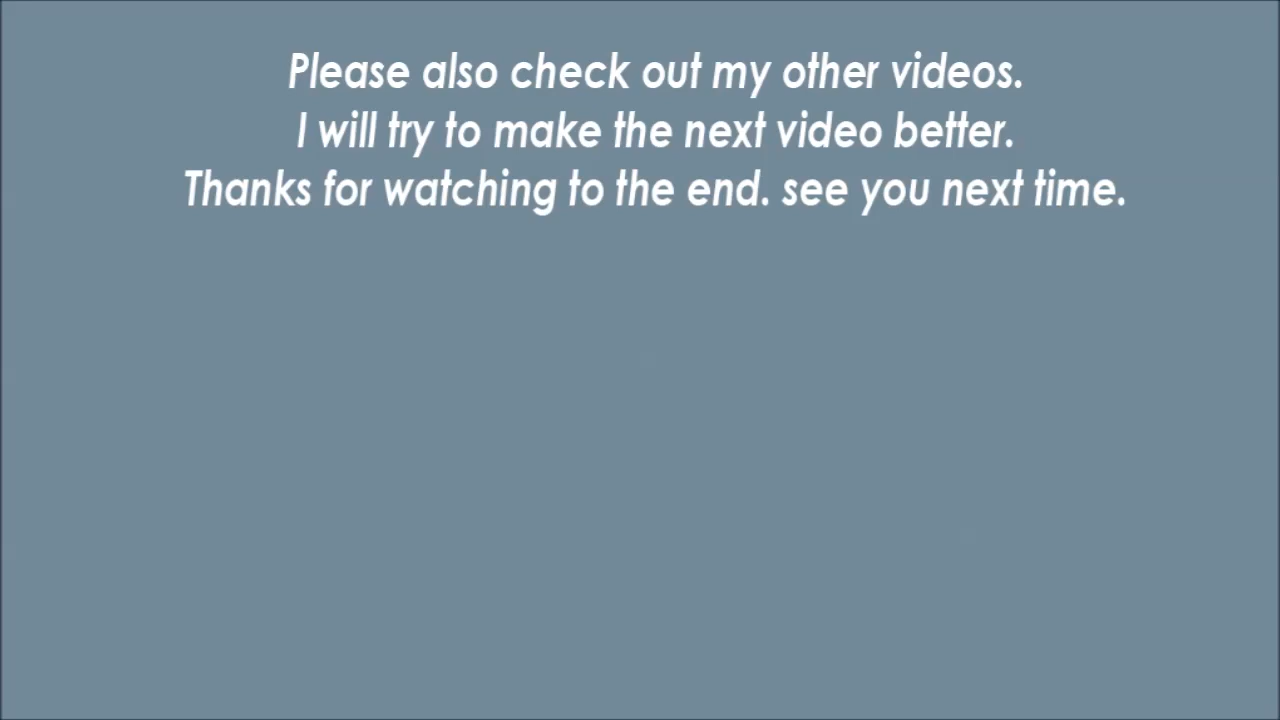 Please also check out my other videos.
I will try to make the next video better.
Thanks for watching to the end. see you next time.